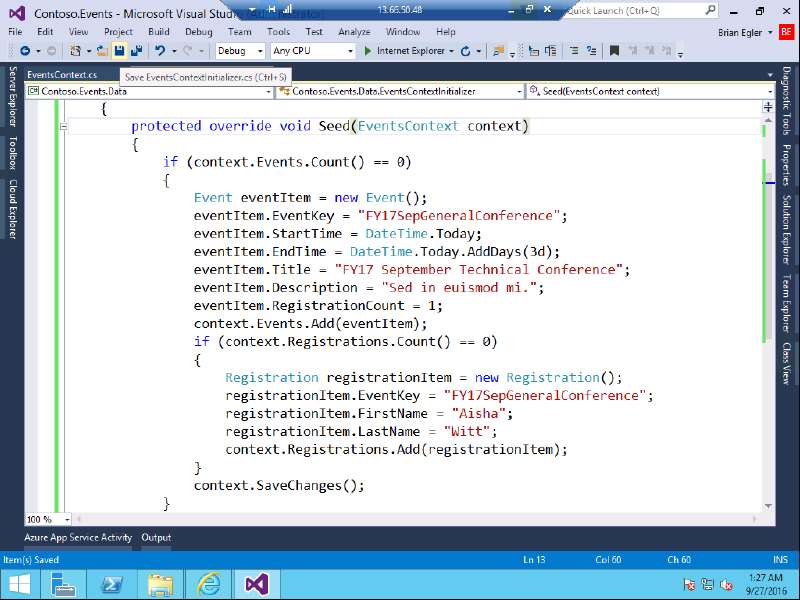 Contoso.Events - Microsoft Visual Studio
13.66.50.48
Quick Launch (Ctrl+Q)
File Edit View Project Build Debug Team Tools Test Analyze Window Help
Brian Egler
BE
Debug
Any CPU
Internet Explorer
EventsContext.cs
Save EventsContextInitializer.cs (Ctrl+S)
Contoso.Events.Data
Contoso.Events.Data.EventsContextInitializer
Seed(EventsContext context)
Server Explorer
Toolbox
Cloud Explorer
{
protected override void Seed(EventsContext context)
{
if (context.Events.Count() == 0)
{
Event eventItem = new Event();
eventItem.EventKey = "FY17SepGeneralConference";
eventItem.StartTime = DateTime.Today;
eventItem.EndTime = DateTime.Today.AddDays(3d);
eventItem.Title = "FY17 September Technical Conference";
eventItem.Description = "Sed in euismod mi.";
eventItem.RegistrationCount = 1;
context.Events.Add(eventItem);
if (context.Registrations.Count() == 0)
{
Registration registrationItem = new Registration();
registrationItem.EventKey = "FY17SepGeneralConference";
registrationItem.FirstName = "Aisha";
registrationItem.LastName = "Witt";
context.Registrations.Add(registrationItem);
}
context.SaveChanges();
}
Diagnostic Tools
Properties
Solution Explorer
Team Explorer
Class View
100 %
Azure App Service Activity Output
Item(s) Saved
Ln 13
Col 60
Ch 60
INS
1:27 AM
9/27/2016